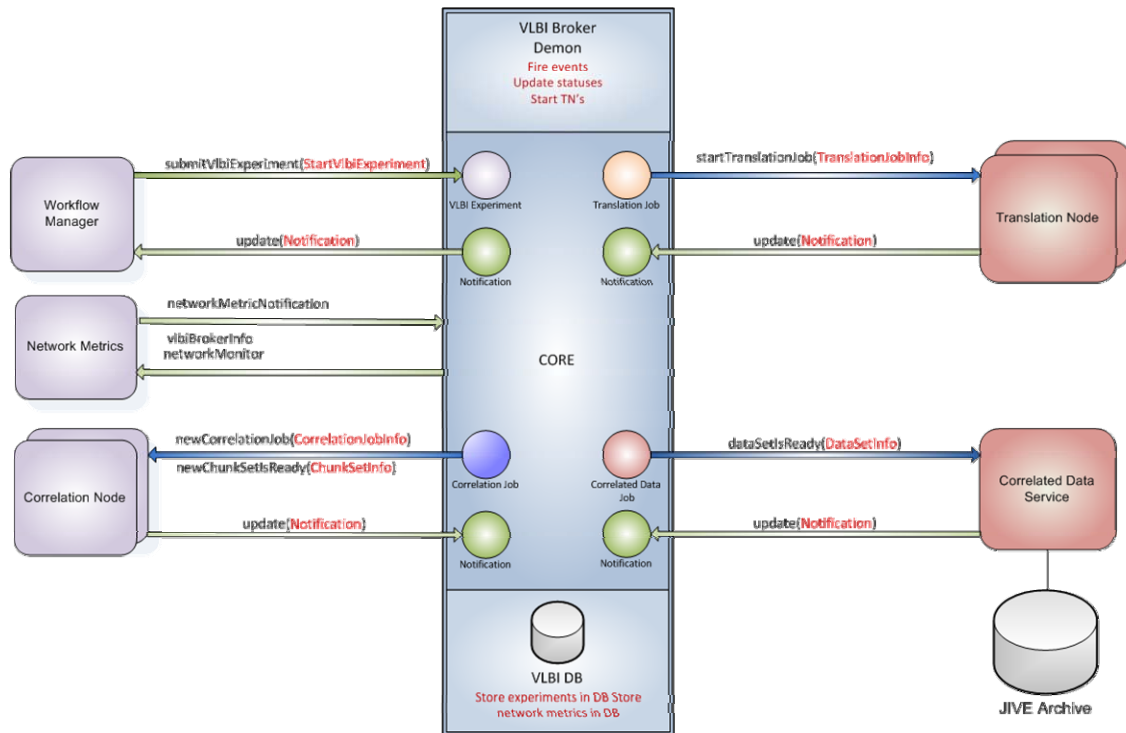 VLBI Broker
Demon
Fire events
Update statuses
Start TN's
submitVlbiExperiment(StartVlbiExperiment)
startTranslationJob(TranslationJobInfo)
Workflow
Manager
VLBI Experiment
Translation Job
Translation Node
update(Notification)
update(Notification)
Notification
Notification
networkMetricNotification
Network Metrics
vlbiBrokerInfo
networkMonitor
CORE
newCorrelationJob(CorrelationJobInfo)
dataSetIsReady(DataSetInfo)
newChunkSetIsReady(ChunkSetInfo)
Correlation Node
Correlation Job
Correlated Data
Job
Correlated Data
Service
update(Notification)
update(Notification)
Notification
Notification
VLBI DB
Store experiments in DB Store
network metrics in DB
JIVE Archive